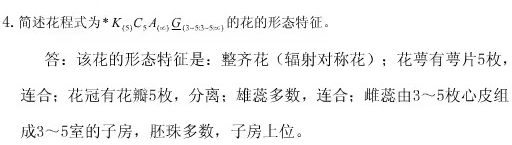 4. 简述花程式为* K(5)C5A(∞)G(3-5:3-5:∞)的花的形态特征。
答：该花的形态特征是：整齐花（辐射对称花）；花萼有萼片5枚，
连合；花冠有花瓣5枚，分离；雄蕊多数，连合；雌蕊由3～5枚心皮组
成3～5室的子房，胚珠多数，子房上位。